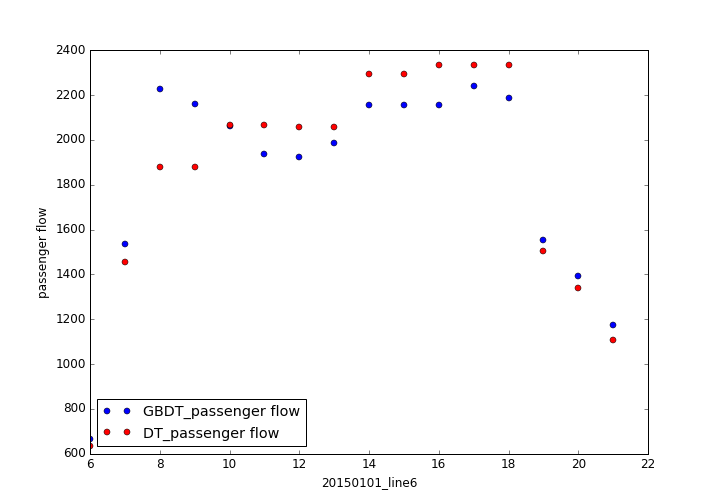 2400
2200
2000
1800
1600
1400
1200
1000
800
600
passenger flow
GBDT_passenger flow
DT_passenger flow
6 8 10 12 14 16 18 20 22
20150101_line6